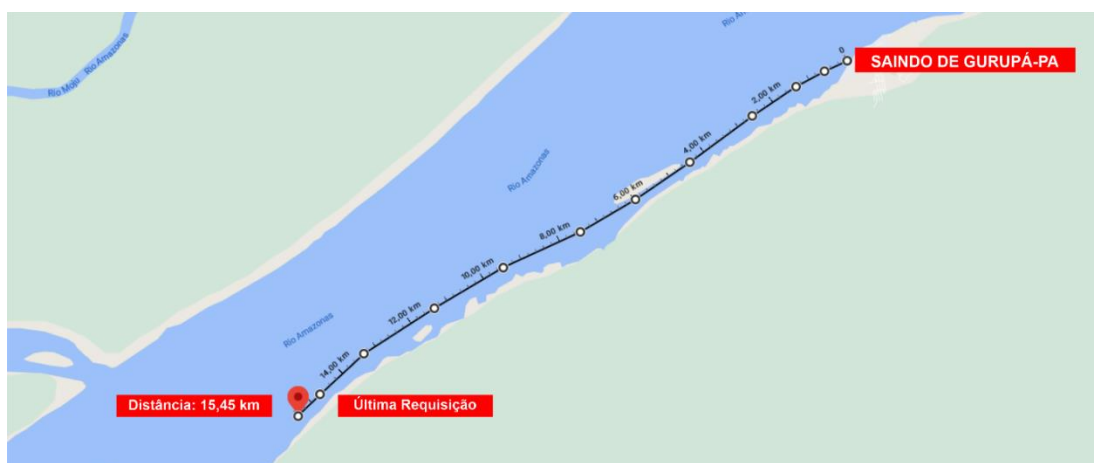 Rio Amazonas
0
SAINDO DE GURUPÁ-PA
Rio Mojú
Rio Amazonas
2,00 km
4,00 km
Rio Amazonas
6,00 km
8,00 km
10,00 km
12,00 km
Rio Amazonas
14,00 km
Distância: 15,45 km
Última Requisição